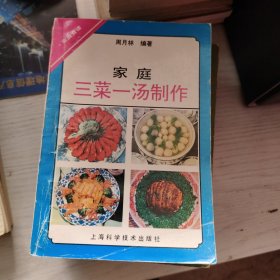 周月林 编著
家庭
三菜一汤制作
上海科学技术出版社